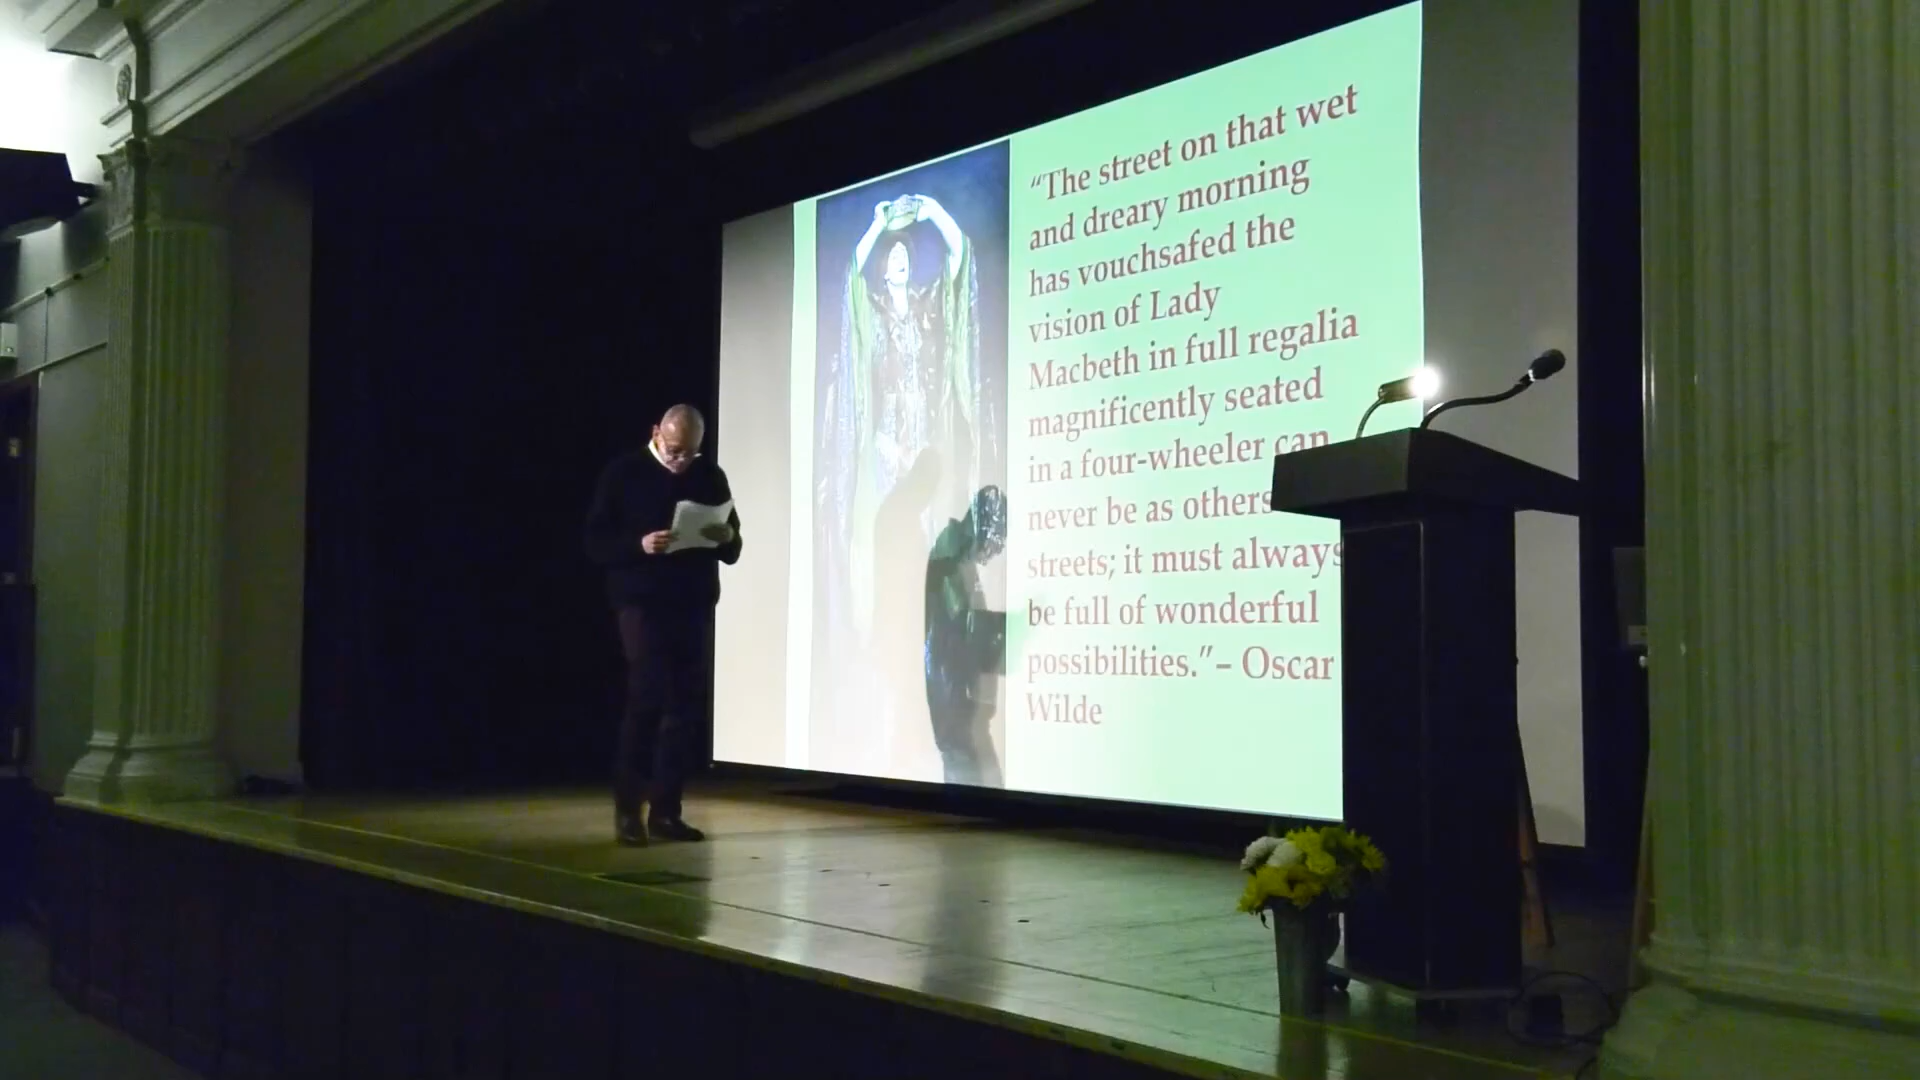 “The street on that wet
and dreary morning
has vouchsafed the
vision of Lady
Macbeth in full regalia
magnificently seated
in a four-wheeler can
never be as others
streets; it must always
be full of wonderful
possibilities.”– Oscar
Wilde